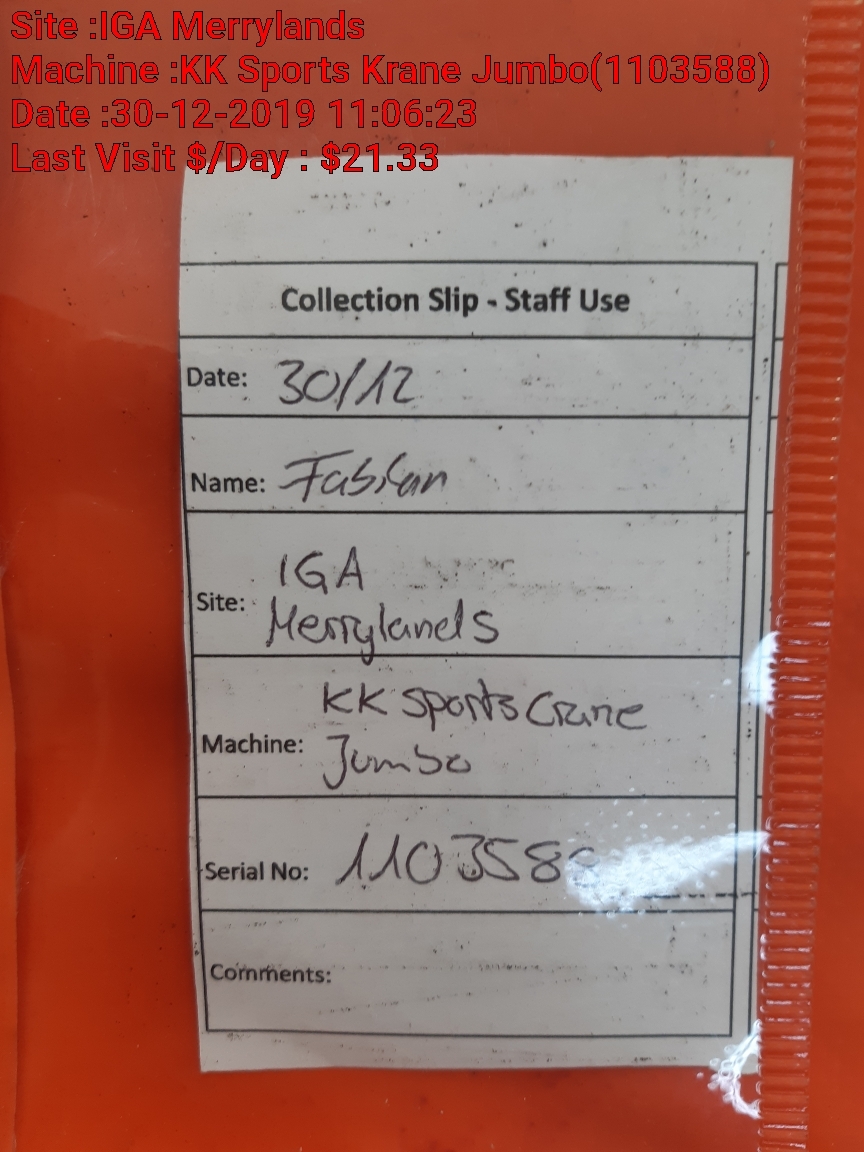 Site :IGA Merrylands
Machine :KK Sports Krane Jumbo(1103588)
Date :30-12-2019 11:06:23
Last Visit $/Day : $21.33
Collection Slip - Staff Use
Date: 30/12
Name: Fabian
Site: IGA
Merrylands
Machine: KK Sports Crane
Jumbo
Serial No: 1103588
Comments: